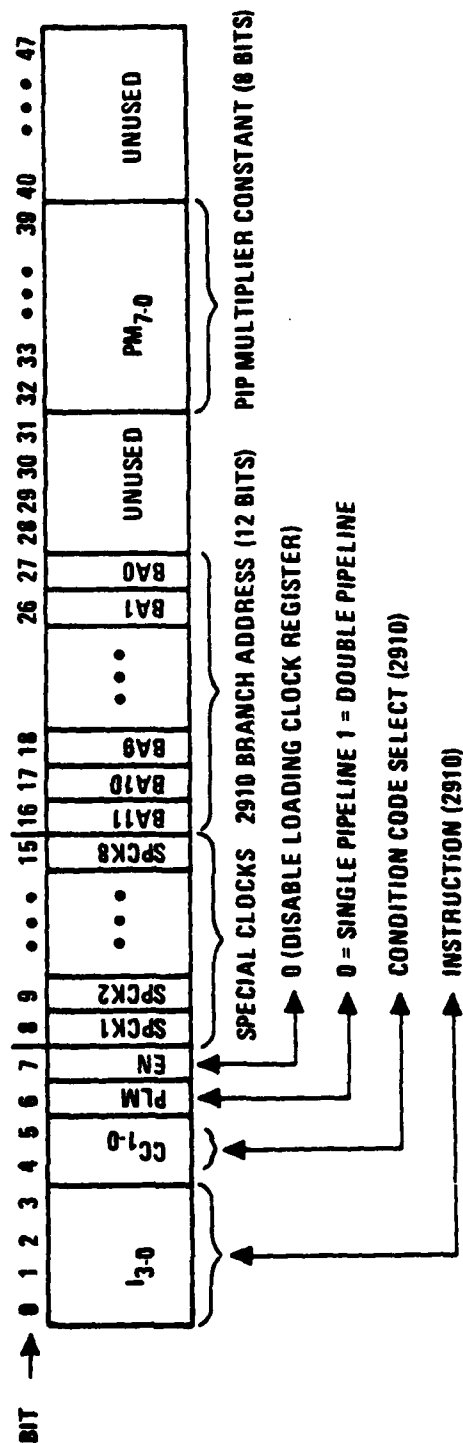 BIT → 0 1 2 3 4 5 6 7 8 9 ••• 15 16 17 18 26 27 28 29 30 31 32 33 ••• 39 40 ••• 47
I3-0 CC1-0 PLM EN SPCK1 SPCK2 ••• SPCK8 BA11 BA10 BA9 ••• BA1 BA0 UNUSED PM7-0 UNUSED
SPECIAL CLOCKS 2910 BRANCH ADDRESS (12 BITS) PIP MULTIPLIER CONSTANT (8 BITS)
0 (DISABLE LOADING CLOCK REGISTER)
0 = SINGLE PIPELINE 1 = DOUBLE PIPELINE
CONDITION CODE SELECT (2910)
INSTRUCTION (2910)